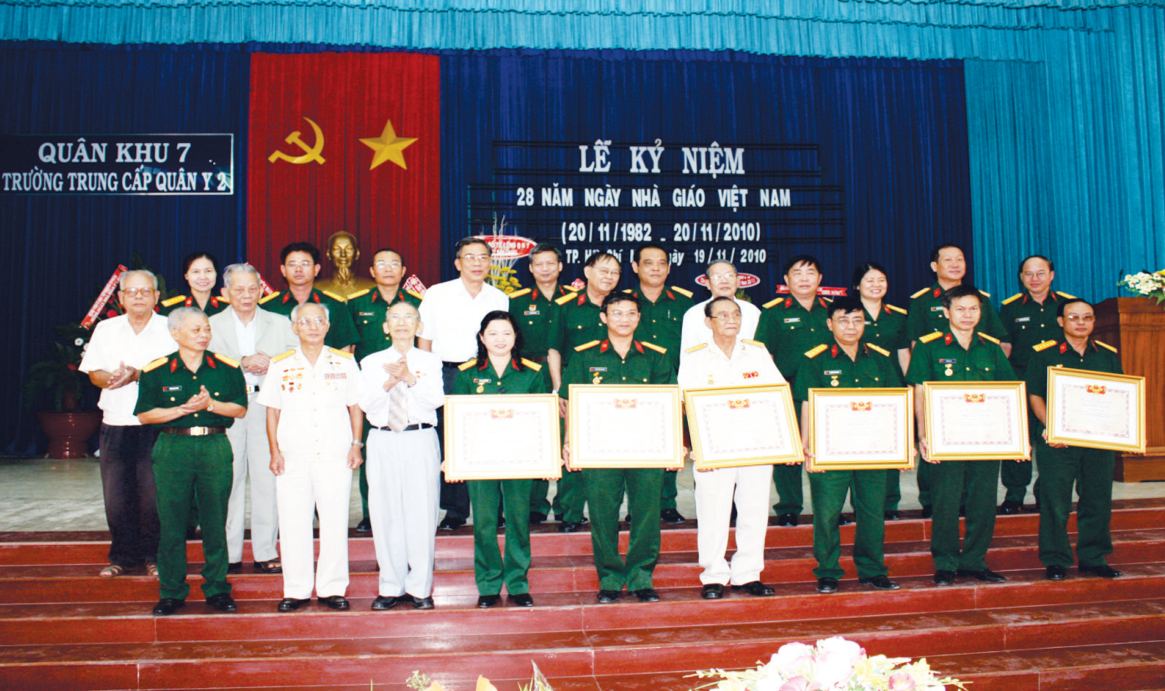 QUÂN KHU 7
TRƯỜNG TRUNG CẤP QUÂN Y 2
LỄ KỶ NIỆM
28 NĂM NGÀY NHÀ GIÁO VIỆT NAM
(20/11/1982 - 20/11/2010)
TP. 19/11/2010